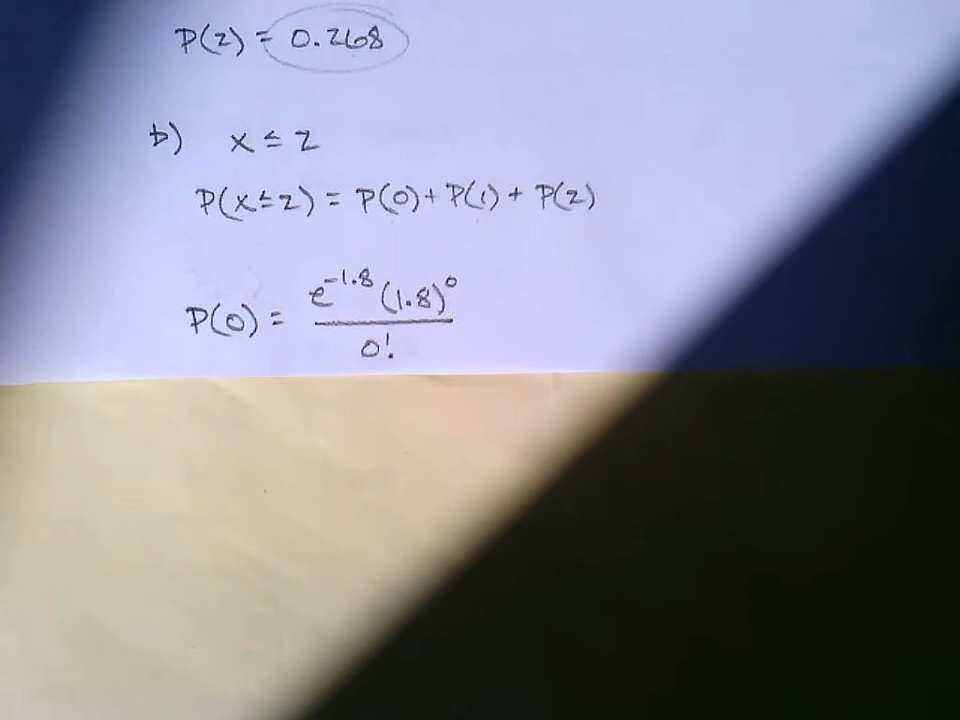 P(2) = 0.268
b) x ≤ 2
P(x≤2) = P(0) + P(1) + P(2)
P(0) = e^-1.8 (1.8)^0 / 0!